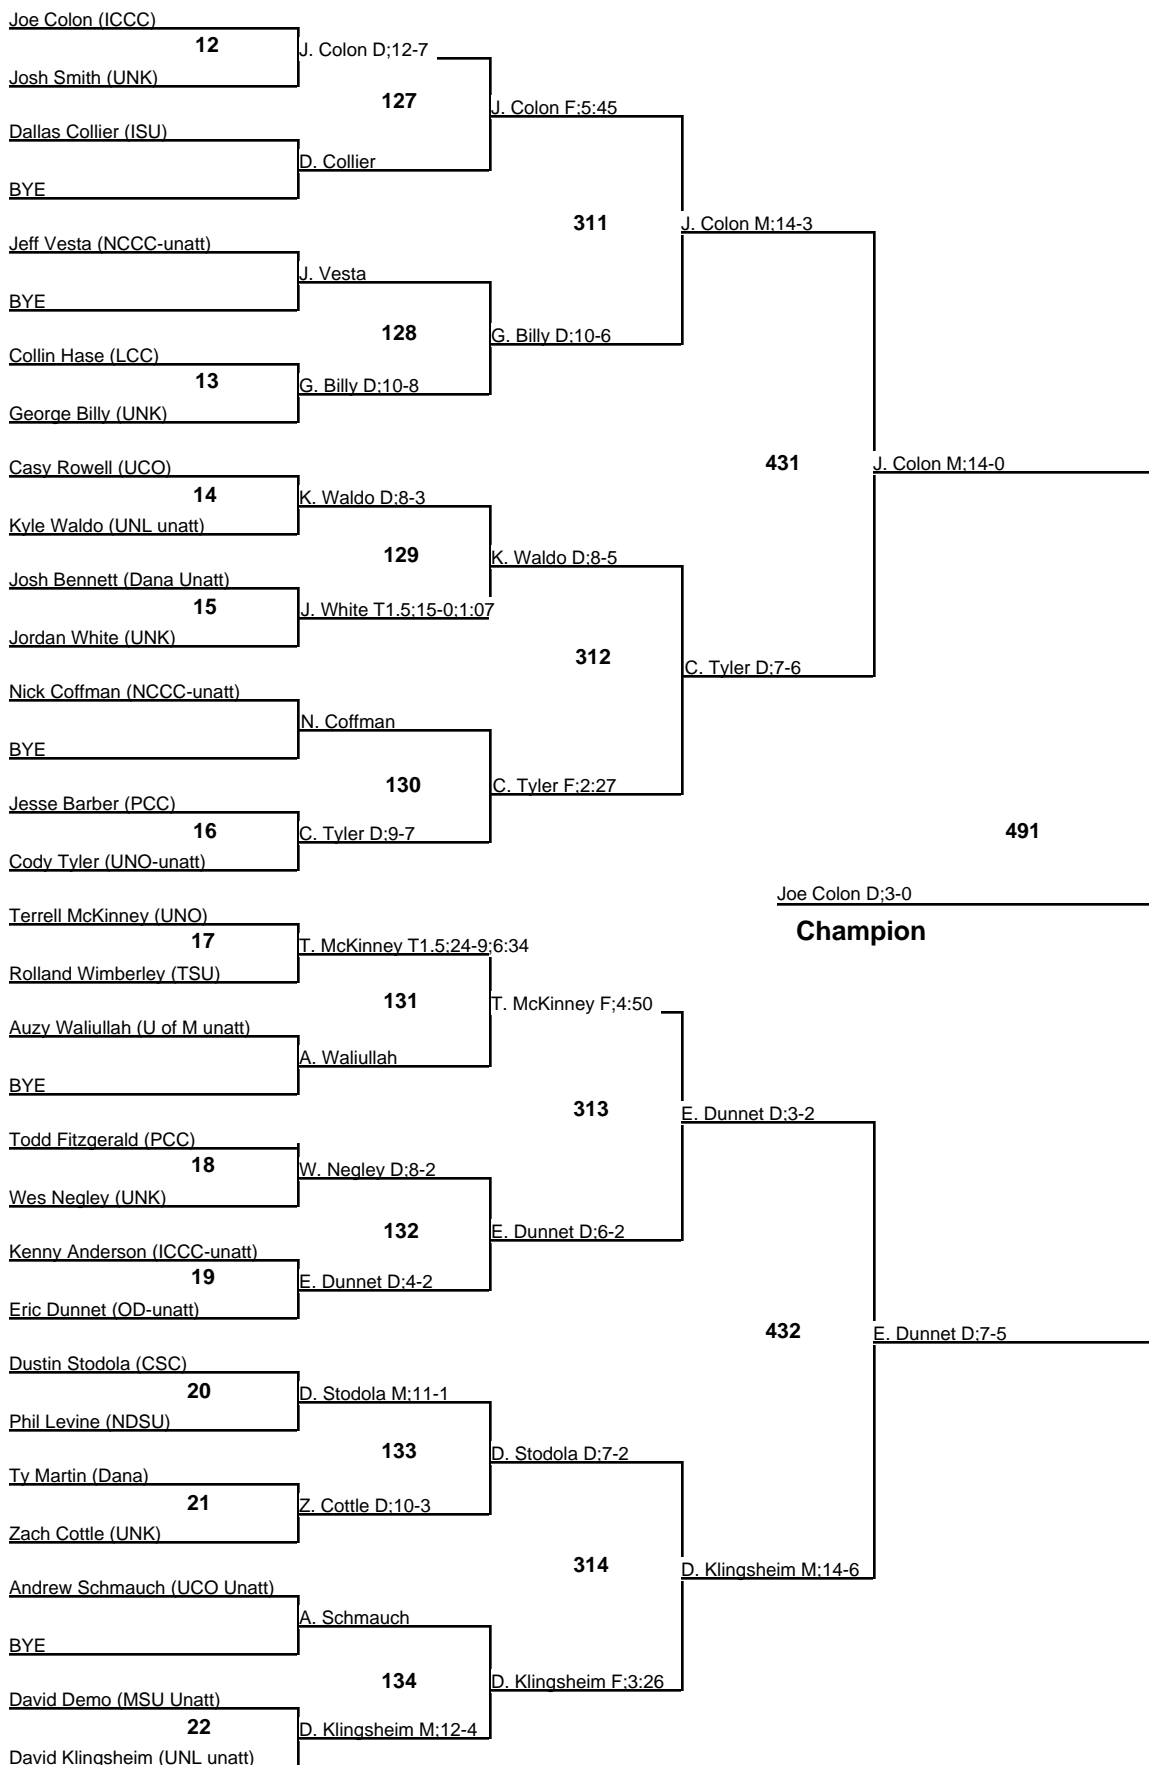 Joe Colon (ICCC)
12
J. Colon D;12-7
Josh Smith (UNK)
127
J. Colon F;5:45
Dallas Collier (ISU)
D. Collier
BYE
311
J. Colon M;14-3
Jeff Vesta (NCCC-unatt)
J. Vesta
BYE
128
G. Billy D;10-6
Collin Hase (LCC)
13
G. Billy D;10-8
George Billy (UNK)
431
J. Colon M;14-0
Casy Rowell (UCO)
14
K. Waldo D;8-3
Kyle Waldo (UNL unatt)
129
K. Waldo D;8-5
Josh Bennett (Dana Unatt)
15
J. White T1.5;15-0;1:07
Jordan White (UNK)
312
C. Tyler D;7-6
Nick Coffman (NCCC-unatt)
N. Coffman
BYE
130
C. Tyler F;2:27
Jesse Barber (PCC)
16
C. Tyler D;9-7
491
Cody Tyler (UNO-unatt)
Joe Colon D;3-0
Champion
Terrell McKinney (UNO)
17
T. McKinney T1.5;24-9;6:34
Rolland Wimberley (TSU)
131
T. McKinney F;4:50
Auzy Waliullah (U of M unatt)
A. Waliullah
BYE
313
E. Dunnet D;3-2
Todd Fitzgerald (PCC)
18
W. Negley D;8-2
Wes Negley (UNK)
132
E. Dunnet D;6-2
Kenny Anderson (ICCC-unatt)
19
E. Dunnet D;4-2
Eric Dunnet (OD-unatt)
432
E. Dunnet D;7-5
Dustin Stodola (CSC)
20
D. Stodola M;11-1
Phil Levine (NDSU)
133
D. Stodola D;7-2
Ty Martin (Dana)
21
Z. Cottle D;10-3
Zach Cottle (UNK)
314
D. Klingsheim M;14-6
Andrew Schmauch (UCO Unatt)
A. Schmauch
BYE
134
D. Klingsheim F;3:26
David Demo (MSU Unatt)
22
D. Klingsheim M;12-4
David Klingsheim (UNL unatt)